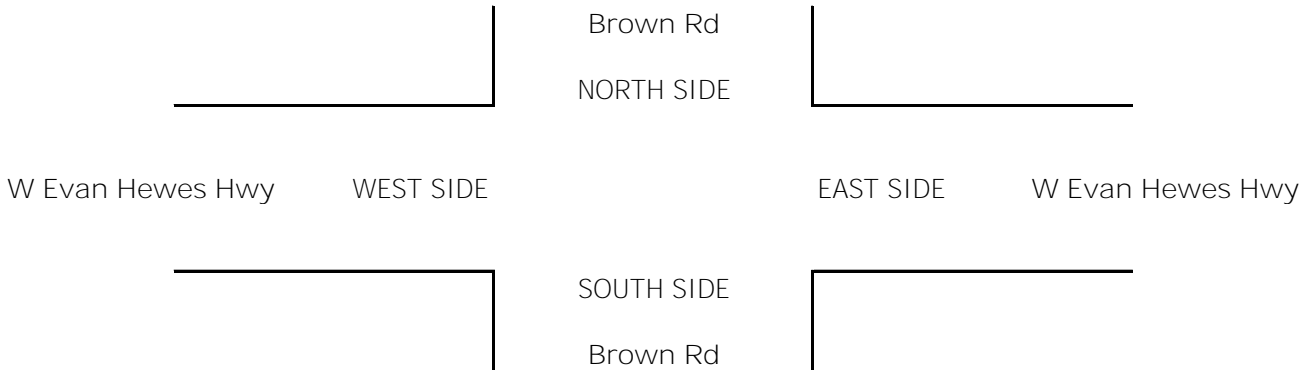 Brown Rd
NORTH SIDE
W Evan Hewes Hwy WEST SIDE EAST SIDE W Evan Hewes Hwy
SOUTH SIDE
Brown Rd